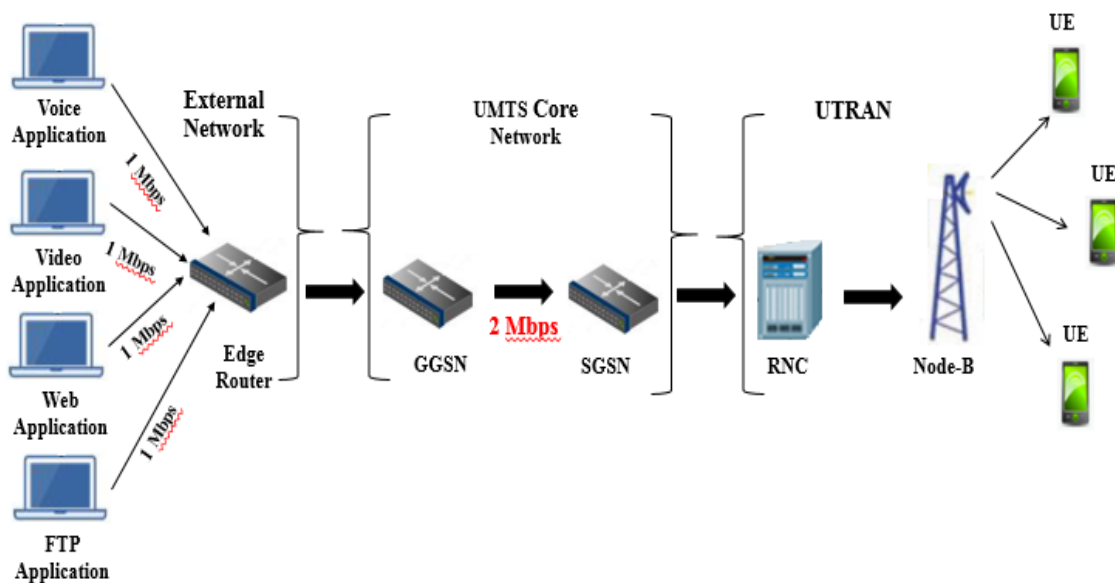 Voice
Application
1 Mbps
Video
Application
1 Mbps
Web
Application
1 Mbps
FTP
Application
1 Mbps
External
Network
Edge
Router
UMTS Core
Network
GGSN
2 Mbps
SGSN
UTRAN
RNC
Node-B
UE
UE
UE